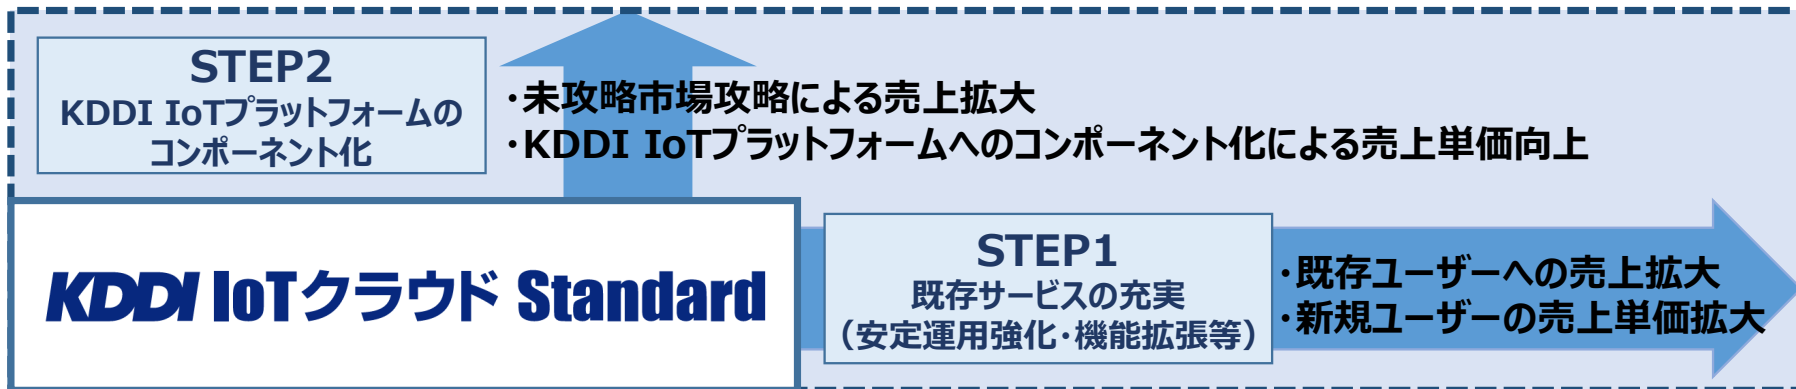 STEP2
KDDI IoTプラットフォームの
コンポーネント化
・未攻略市場攻略による売上拡大
・KDDI IoTプラットフォームへのコンポーネント化による売上単価向上
KDDI IoTクラウド Standard
STEP1
既存サービスの充実
（安定運用強化・機能拡張等）
・既存ユーザーへの売上拡大
・新規ユーザーの売上単価拡大